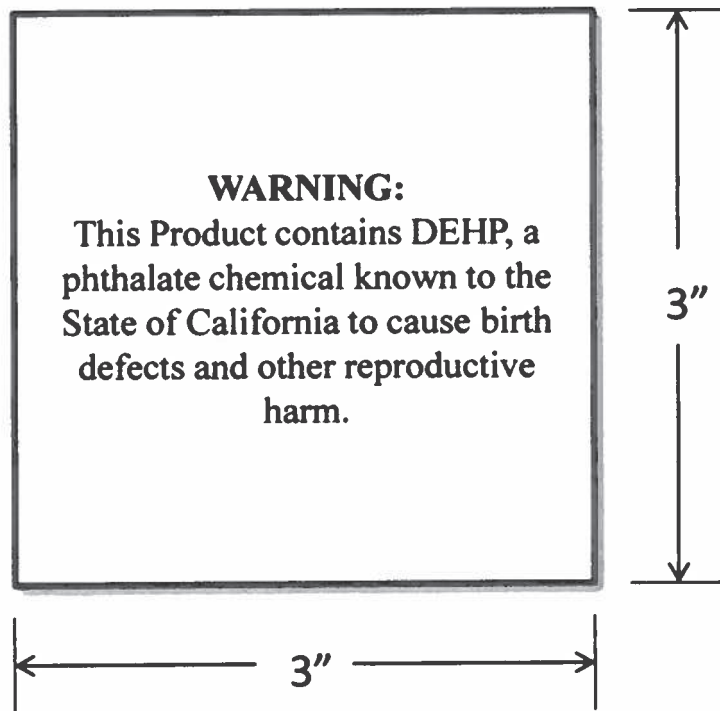 WARNING:
This Product contains DEHP, a
phthalate chemical known to the
State of California to cause birth
defects and other reproductive
harm.
3"
3"